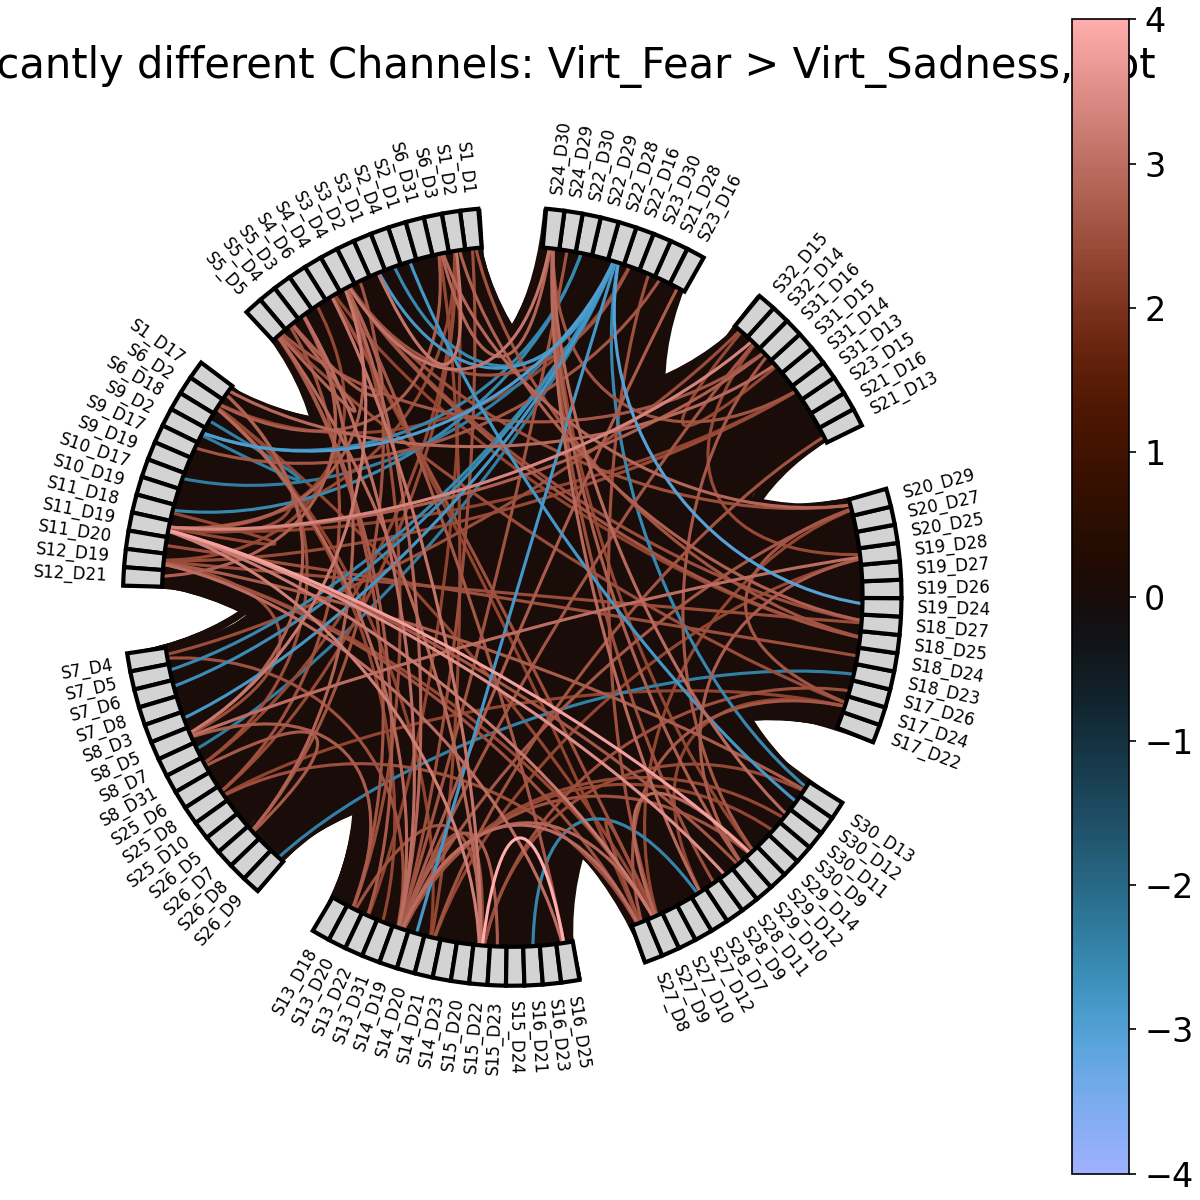 cantly different Channels: Virt_Fear > Virt_Sadness,
S1_D1
S1_D2
S6_D3
S6_D31
S2_D1
S2_D4
S3_D1
S3_D2
S3_D4
S4_D4
S4_D6
S5_D3
S5_D4
S5_D5
S1_D17
S6_D2
S6_D18
S9_D2
S9_D17
S9_D19
S10_D17
S10_D19
S11_D18
S11_D19
S11_D20
S12_D19
S12_D21
S7_D4
S7_D5
S7_D6
S7_D8
S8_D3
S8_D5
S8_D7
S8_D31
S25_D6
S25_D8
S25_D10
S26_D5
S26_D7
S26_D8
S26_D9
S13_D18
S13_D20
S13_D22
S13_D31
S14_D19
S14_D20
S14_D21
S14_D23
S15_D20
S15_D22
S15_D23
S15_D24
S16_D21
S16_D23
S16_D25
S27_D8
S27_D9
S27_D10
S27_D12
S28_D7
S28_D9
S28_D11
S29_D10
S29_D12
S29_D14
S30_D9
S30_D11
S30_D12
S30_D13
S17_D22
S17_D24
S17_D26
S18_D23
S18_D24
S18_D25
S18_D27
S19_D24
S19_D26
S19_D27
S19_D28
S20_D25
S20_D27
S20_D29
S21_D13
S21_D16
S23_D15
S31_D13
S31_D14
S31_D15
S31_D16
S32_D14
S32_D15
S23_D16
S21_D28
S23_D30
S22_D16
S22_D28
S22_D29
S22_D30
S24_D29
S24_D30
4
3
2
1
0
−1
−2
−3
−4